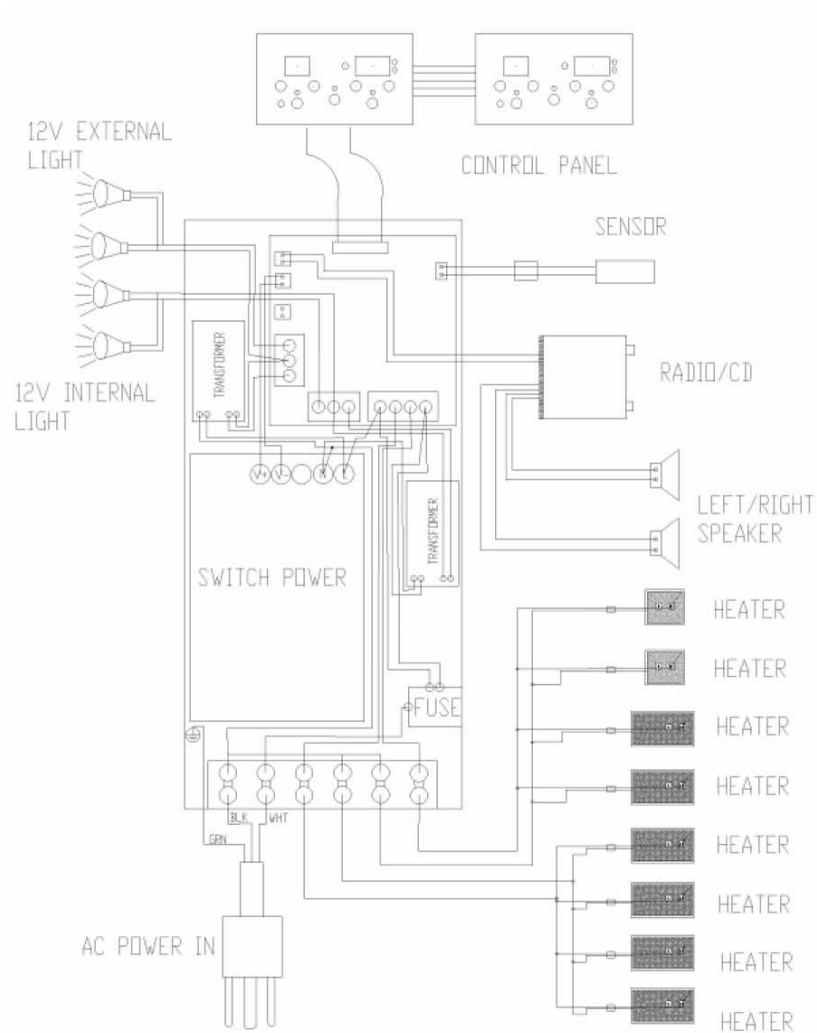 12V EXTERNAL
LIGHT
CONTROL PANEL
SENSOR
TRANSFORMER
12V INTERNAL
LIGHT
RADIO/CD
V+
V-
N
L
TRANSFORMER
LEFT/RIGHT
SPEAKER
SWITCH POWER
HEATER
HEATER
FUSE
HEATER
HEATER
BLK
WHT
GRN
HEATER
HEATER
AC POWER IN
HEATER
HEATER